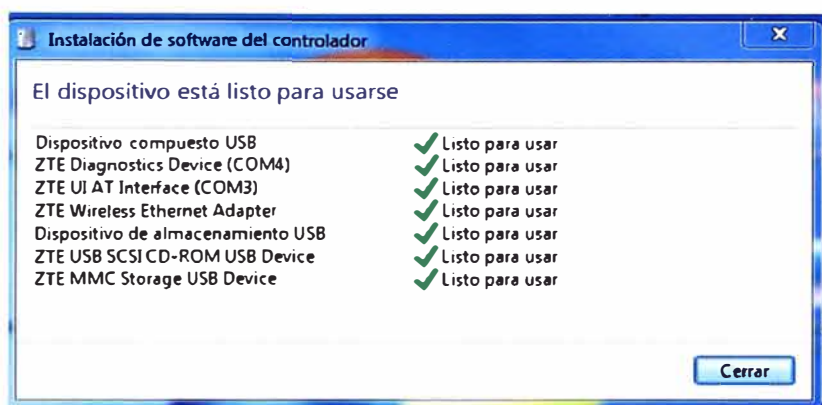 Instalación de software del controlador
El dispositivo está listo para usarse
Dispositivo compuesto USB Listo para usar
ZTE Diagnostics Device (COM4) Listo para usar
ZTE UI AT Interface (COM3) Listo para usar
ZTE Wireless Ethernet Adapter Listo para usar
Dispositivo de almacenamiento USB Listo para usar
ZTE USB SCSI CD-ROM USB Device Listo para usar
ZTE MMC Storage USB Device Listo para usar
Cerrar